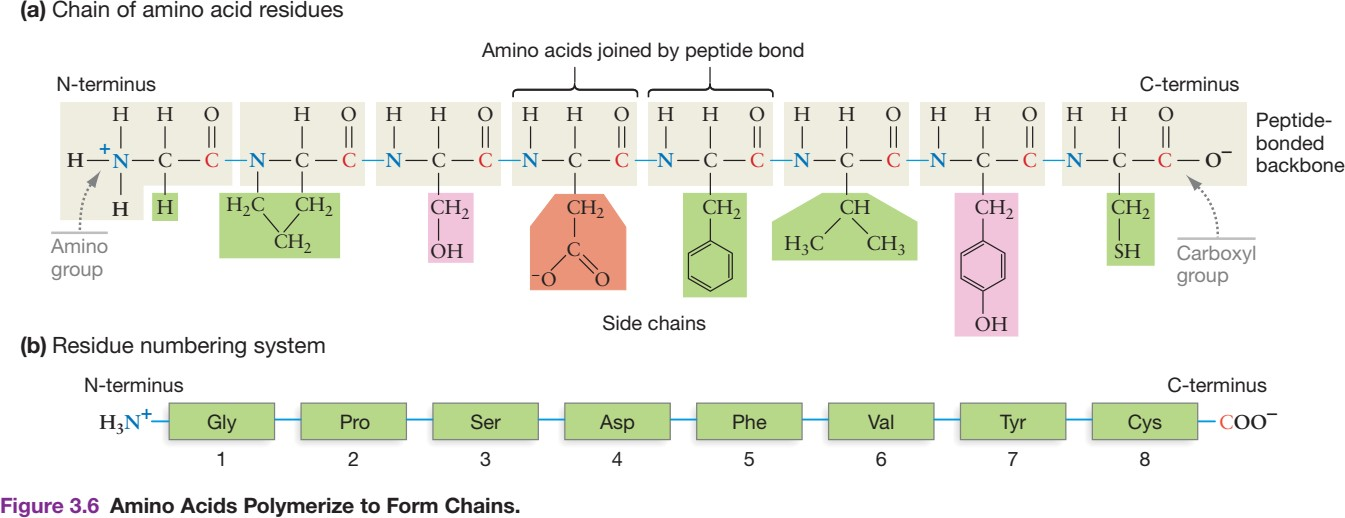 (a) Chain of amino acid residues
Amino acids joined by peptide bond
N-terminus
C-terminus
H H O H O H H O H H O H H O H H O H H O H H O
H + N C C N C C N C C N C C N C C N C C N C C N C C O−
Peptide-
bonded
backbone
H H H2C CH2 CH2 CH2 CH2 CH CH2 CH2
CH2 OH C H3C CH3 SH
−O O
OH
Amino
group
Carboxyl
group
Side chains
(b) Residue numbering system
N-terminus
C-terminus
H3N+ Gly Pro Ser Asp Phe Val Tyr Cys COO−
1 2 3 4 5 6 7 8
Figure 3.6 Amino Acids Polymerize to Form Chains.